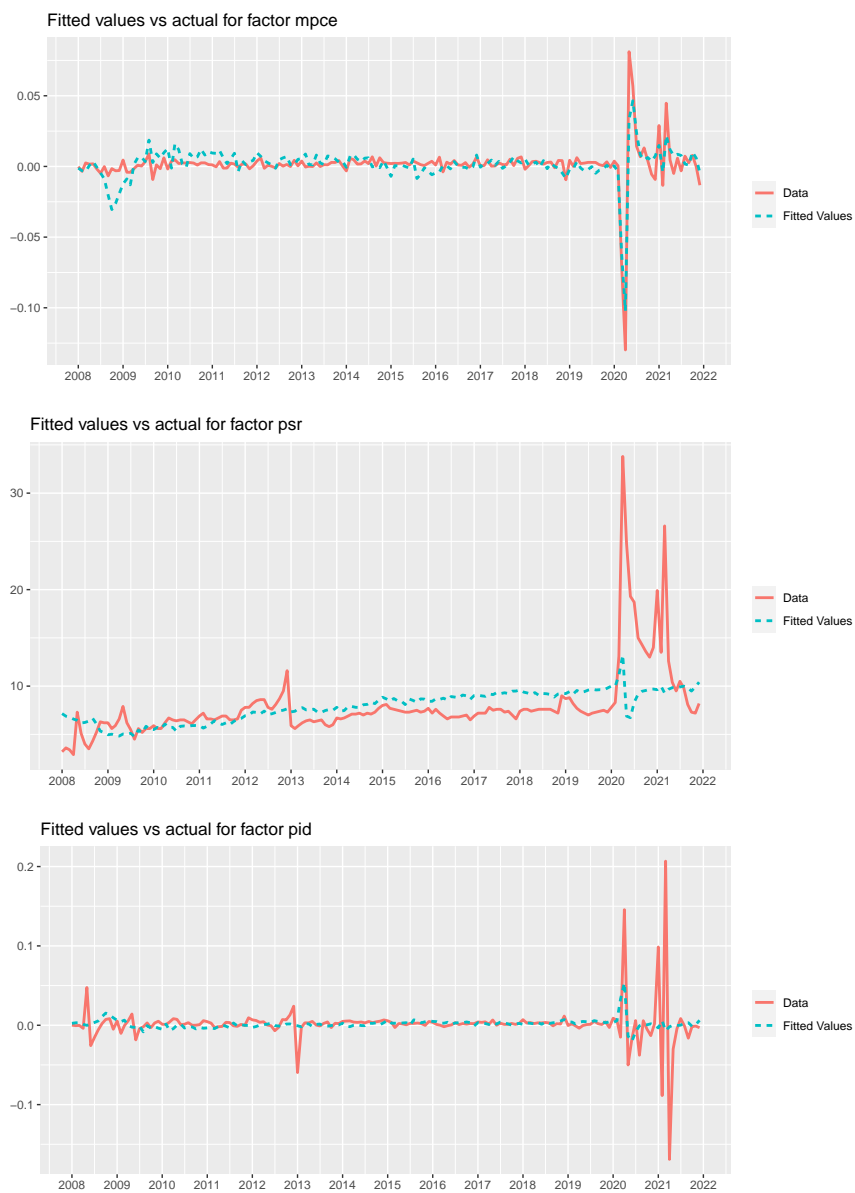 Fitted values vs actual for factor mpce
0.05
0.00
−0.05
−0.10
2008 2009 2010 2011 2012 2013 2014 2015 2016 2017 2018 2019 2020 2021 2022
Data
Fitted Values
Fitted values vs actual for factor psr
30
20
10
2008 2009 2010 2011 2012 2013 2014 2015 2016 2017 2018 2019 2020 2021 2022
Data
Fitted Values
Fitted values vs actual for factor pid
0.2
0.1
0.0
−0.1
2008 2009 2010 2011 2012 2013 2014 2015 2016 2017 2018 2019 2020 2021 2022
Data
Fitted Values